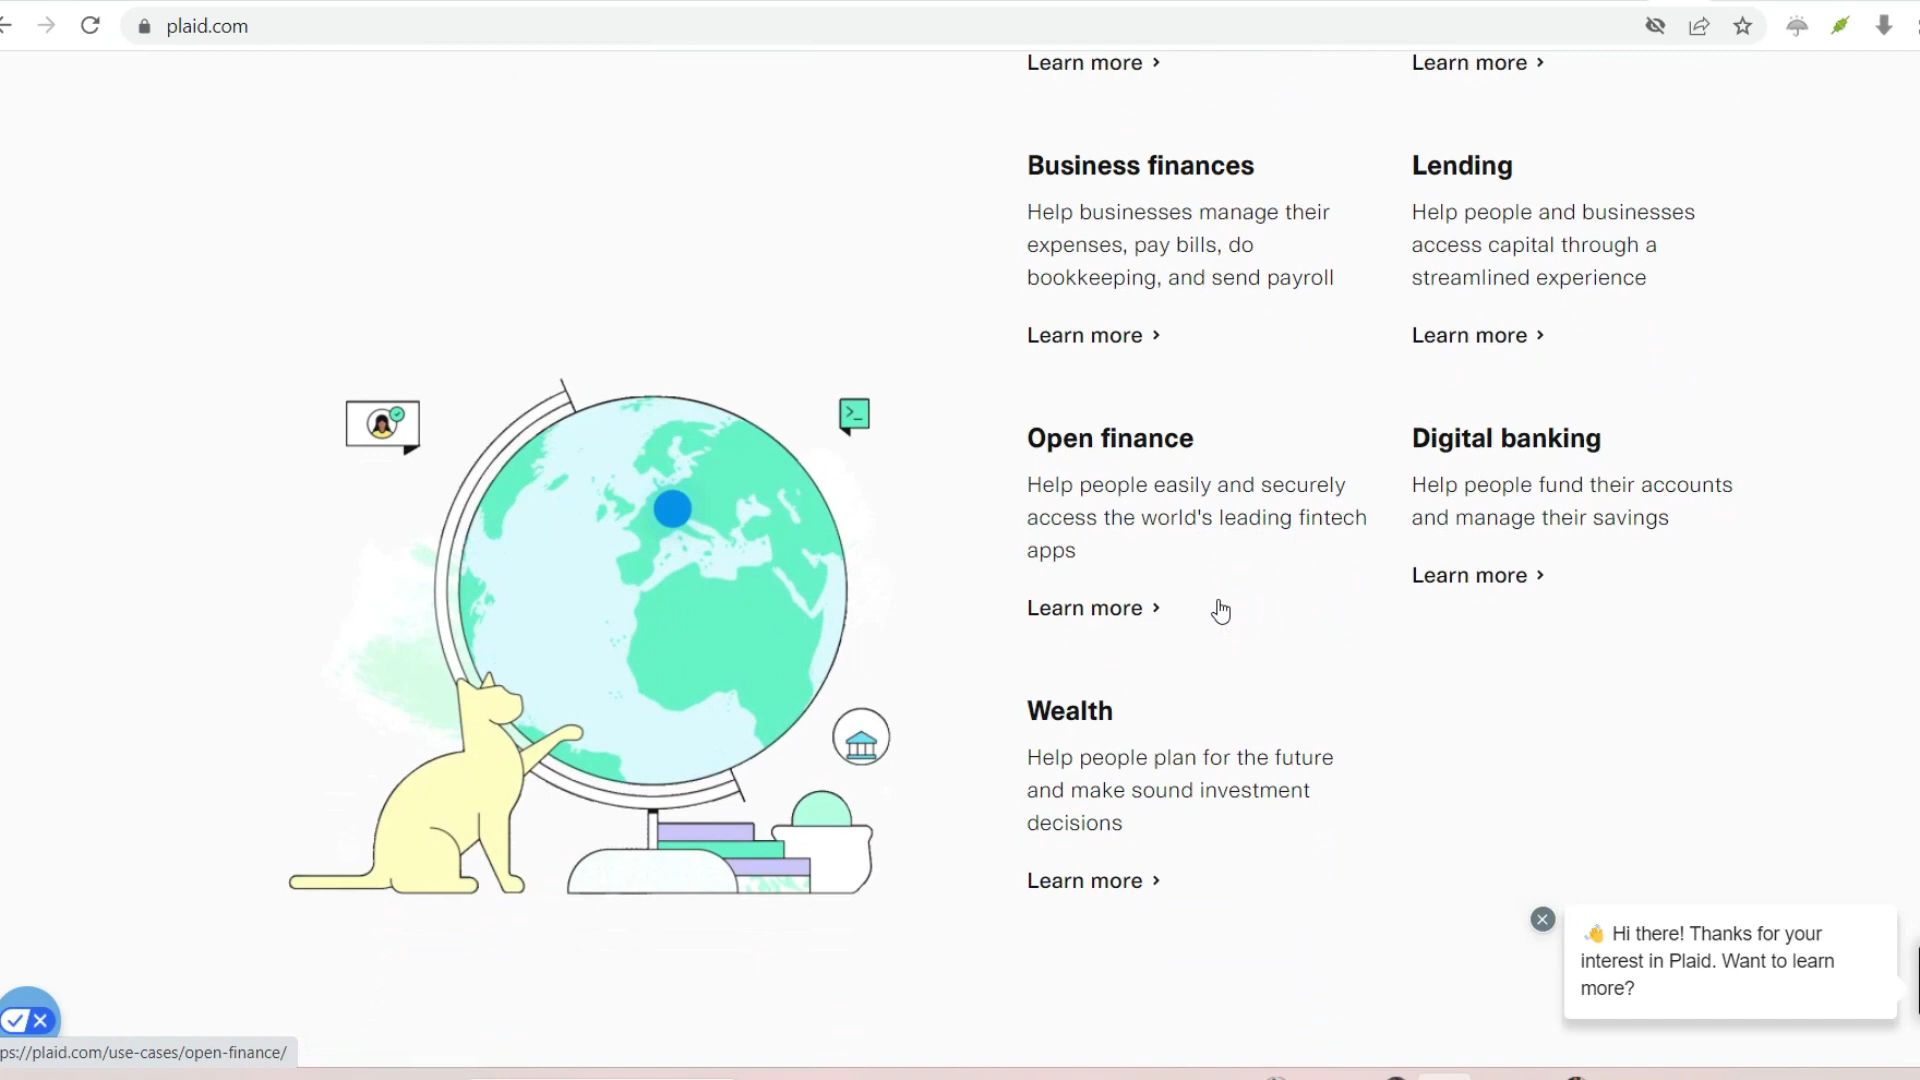 plaid.com
Learn more
Learn more
Business finances
Help businesses manage their
expenses, pay bills, do
bookkeeping, and send payroll
Learn more
Lending
Help people and businesses
access capital through a
streamlined experience
Learn more
Open finance
Help people easily and securely
access the world's leading fintech
apps
Learn more
Digital banking
Help people fund their accounts
and manage their savings
Learn more
Wealth
Help people plan for the future
and make sound investment
decisions
Learn more
>_
👋 Hi there! Thanks for your
interest in Plaid. Want to learn
more?
ps://plaid.com/use-cases/open-finance/